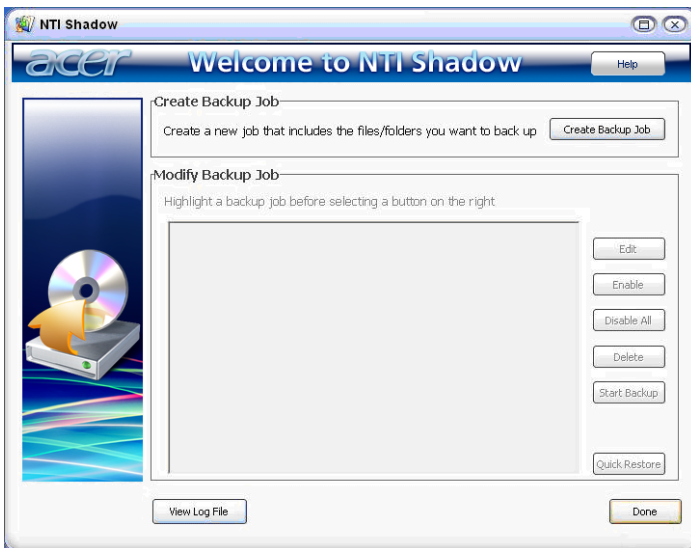 NTI Shadow
acer
Welcome to NTI Shadow
Help
Create Backup Job
Create a new job that includes the files/folders you want to back up
Create Backup Job
Modify Backup Job
Highlight a backup job before selecting a button on the right
Edit
Enable
Disable All
Delete
Start Backup
Quick Restore
View Log File
Done